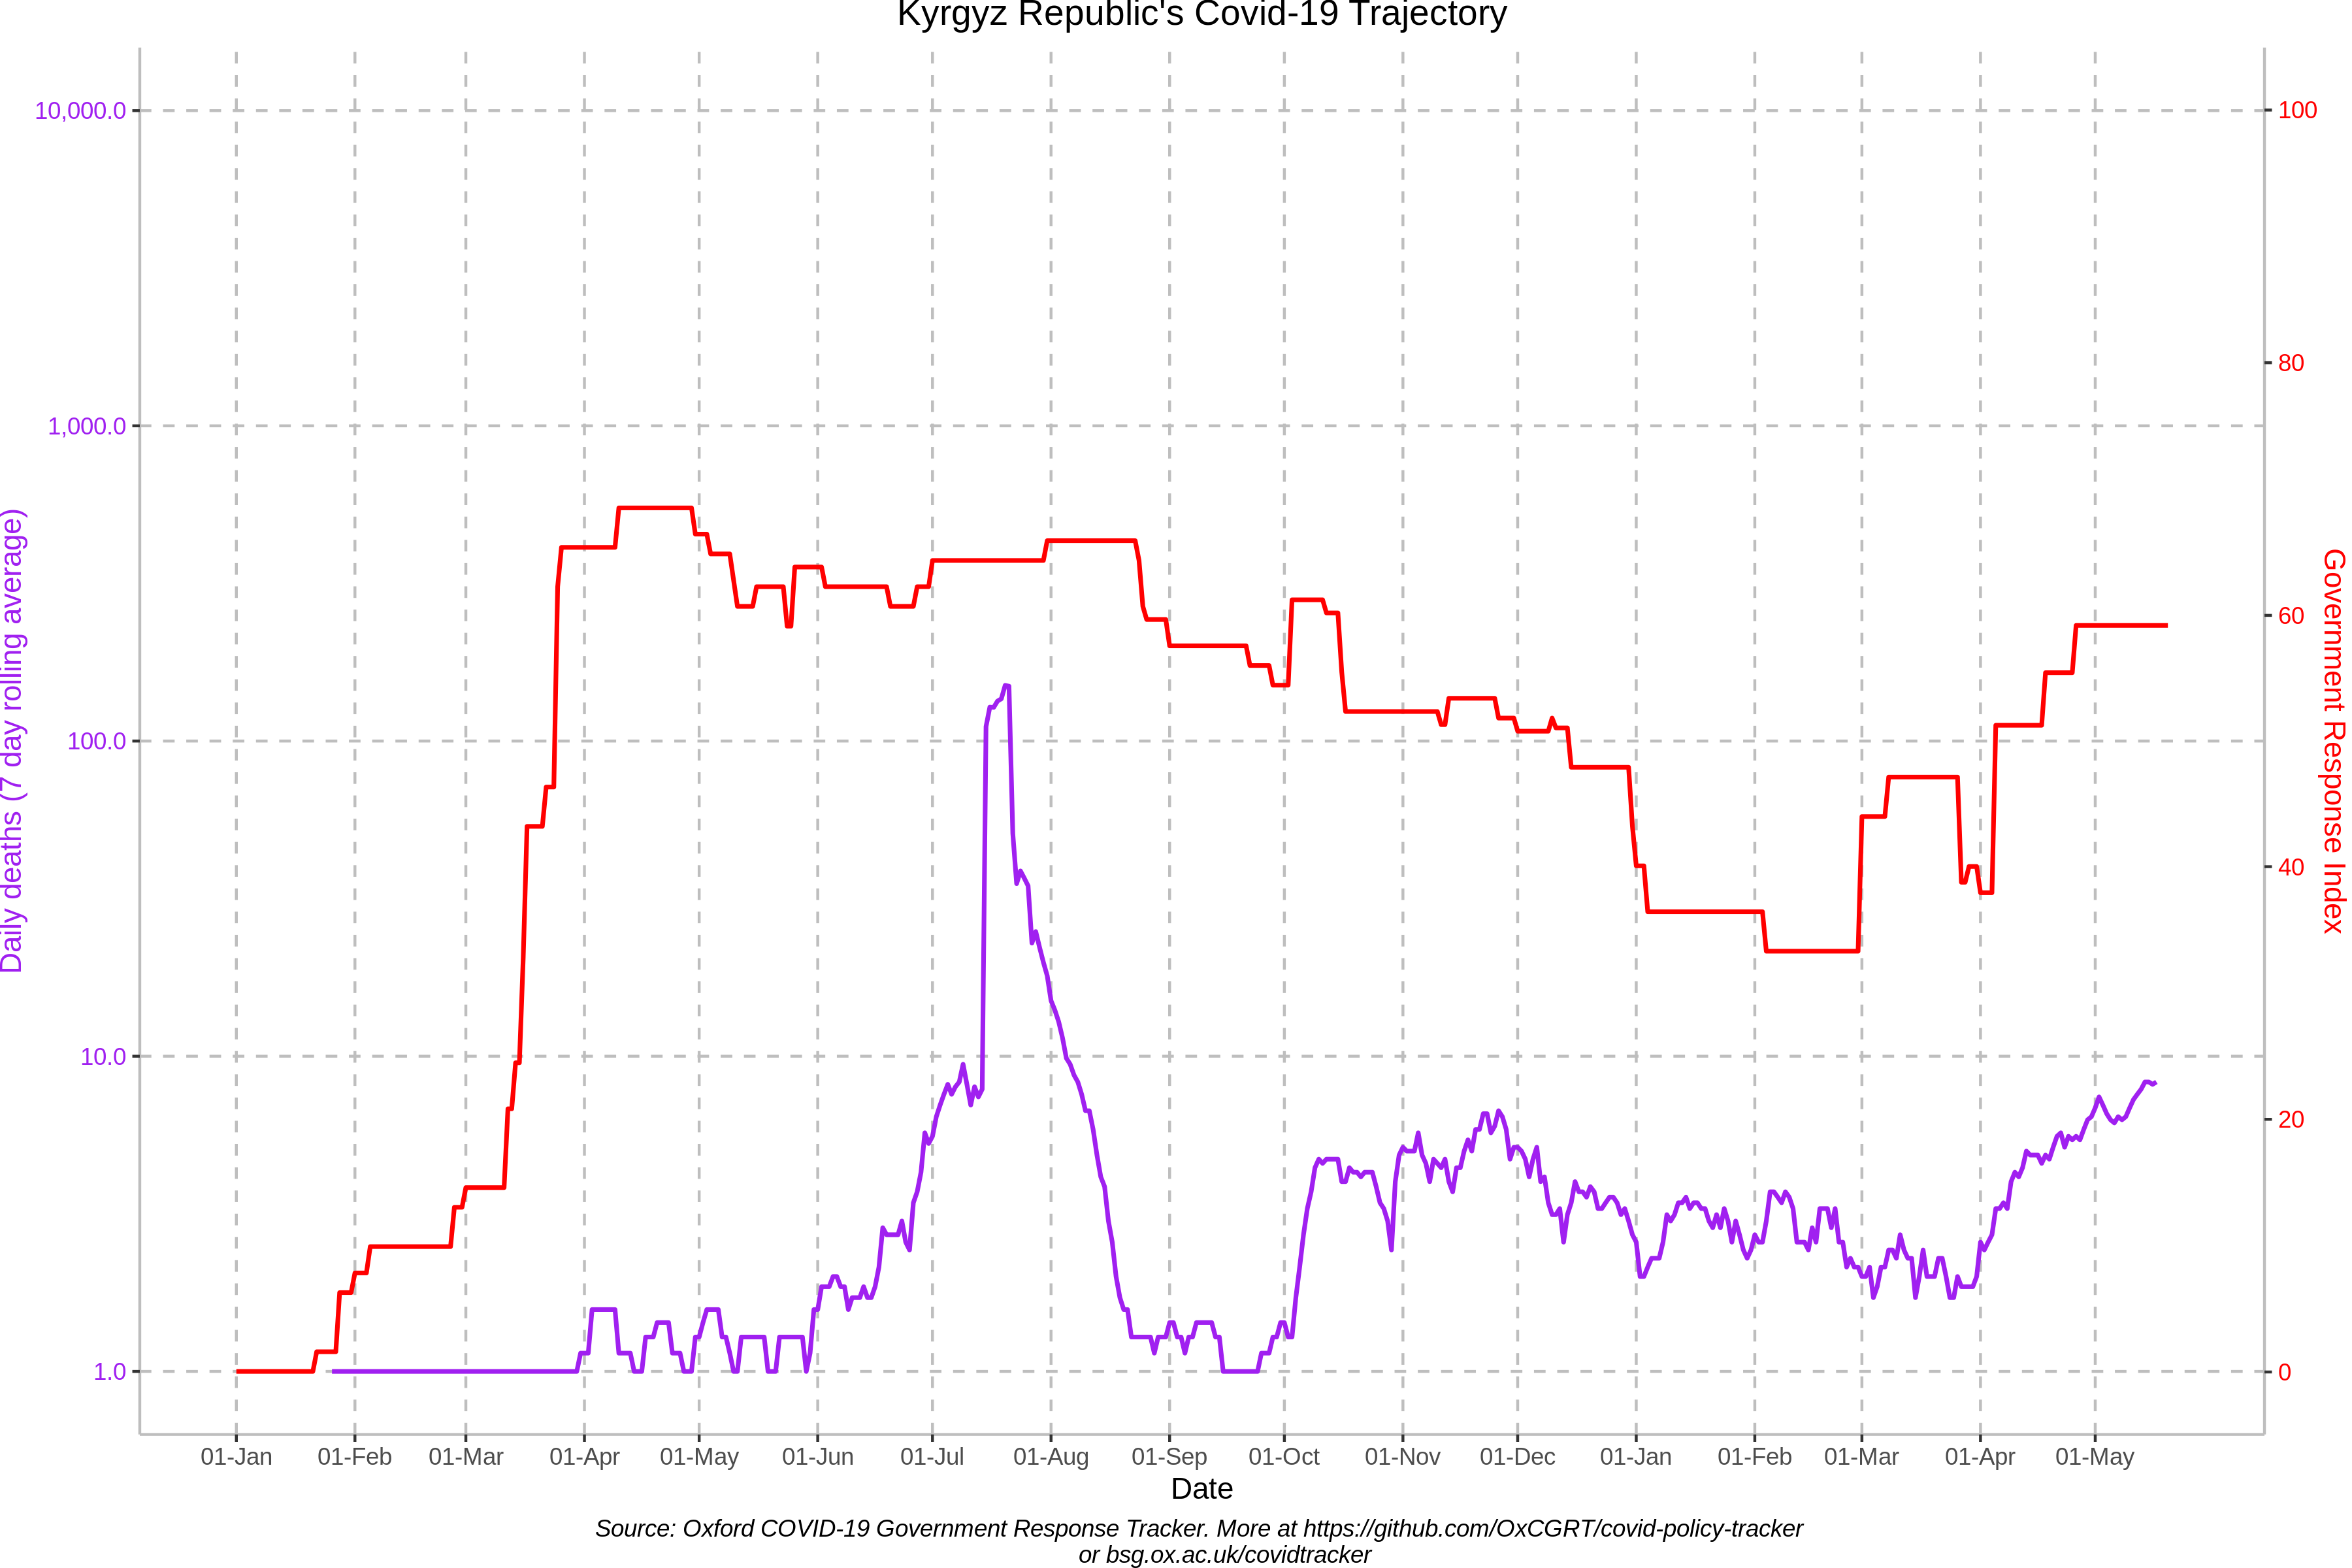 Kyrgyz Republic's Covid-19 Trajectory
10,000.0
1,000.0
100.0
10.0
1.0
Daily deaths (7 day rolling average)
100
80
60
40
20
0
Government Response Index
01-Jan 01-Feb 01-Mar 01-Apr 01-May 01-Jun 01-Jul 01-Aug 01-Sep 01-Oct 01-Nov 01-Dec 01-Jan 01-Feb 01-Mar 01-Apr 01-May
Date
Source: Oxford COVID-19 Government Response Tracker. More at https://github.com/OxCGRT/covid-policy-tracker
or bsg.ox.ac.uk/covidtracker